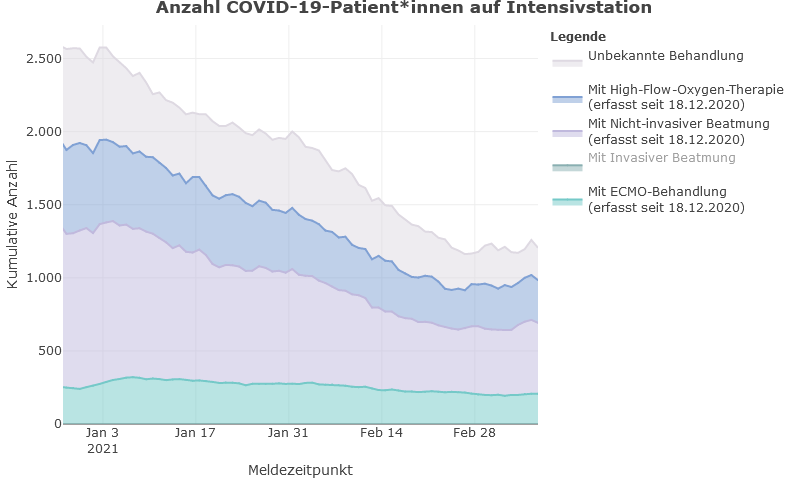 Anzahl COVID-19-Patient*innen auf Intensivstation
Legende
Unbekannte Behandlung
Mit High-Flow-Oxygen-Therapie
(erfasst seit 18.12.2020)
Mit Nicht-invasiver Beatmung
(erfasst seit 18.12.2020)
Mit Invasiver Beatmung
Mit ECMO-Behandlung
(erfasst seit 18.12.2020)
Kumulative Anzahl
2.500
2.000
1.500
1.000
500
0
Jan 3
2021
Jan 17
Jan 31
Feb 14
Feb 28
Meldezeitpunkt